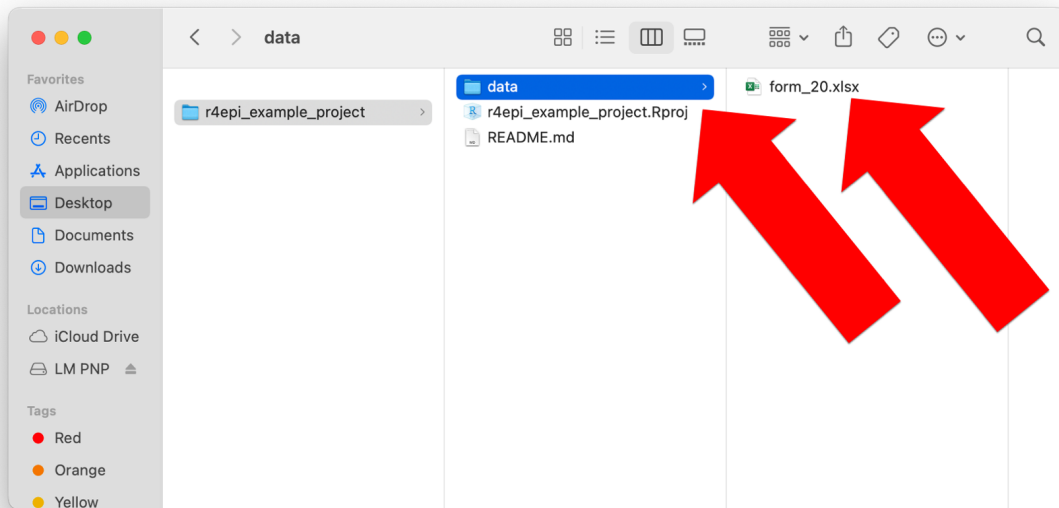 data
Favorites
AirDrop
Recents
Applications
Desktop
Documents
Downloads
Locations
iCloud Drive
LM PNP
Tags
Red
Orange
Yellow
r4epi_example_project
data
r4epi_example_project.Rproj
README.md
form_20.xlsx